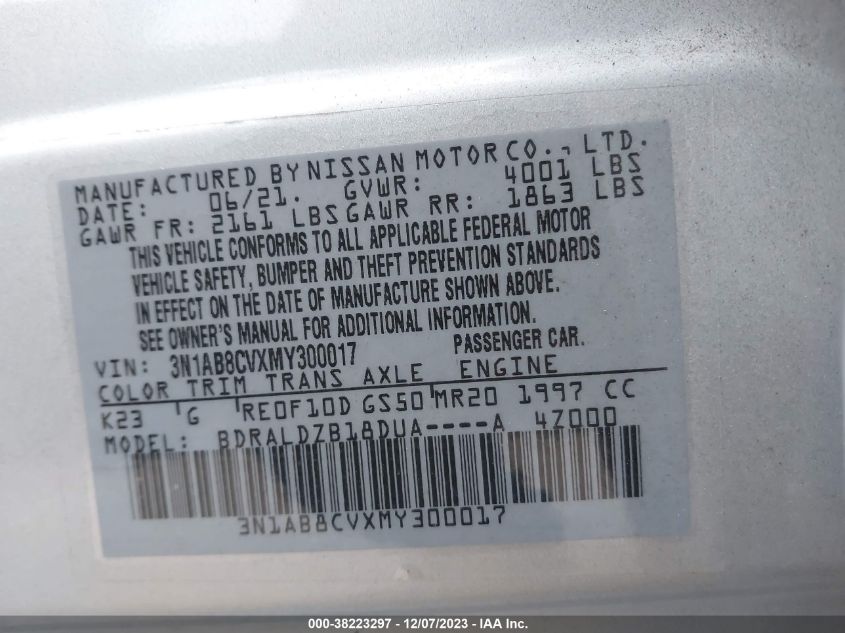 MANUFACTURED BY NISSAN MOTOR CO., LTD.
DATE: 06/21. GVWR: 4001 LBS
GAWR FR: 2161 LBS GAWR RR: 1863 LBS
THIS VEHICLE CONFORMS TO ALL APPLICABLE FEDERAL MOTOR
VEHICLE SAFETY, BUMPER AND THEFT PREVENTION STANDARDS
IN EFFECT ON THE DATE OF MANUFACTURE SHOWN ABOVE.
SEE OWNER'S MANUAL FOR ADDITIONAL INFORMATION.
VIN: 3N1AB8CVXMY300017 PASSENGER CAR.
COLOR TRIM TRANS AXLE ENGINE
K23 G RE0F10D GS50 MR20 1997 CC
MODEL: BDRALDZB18DUA----A 4Z000
3N1AB8CVXMY300017
000-38223297 - 12/07/2023 - IAA Inc.